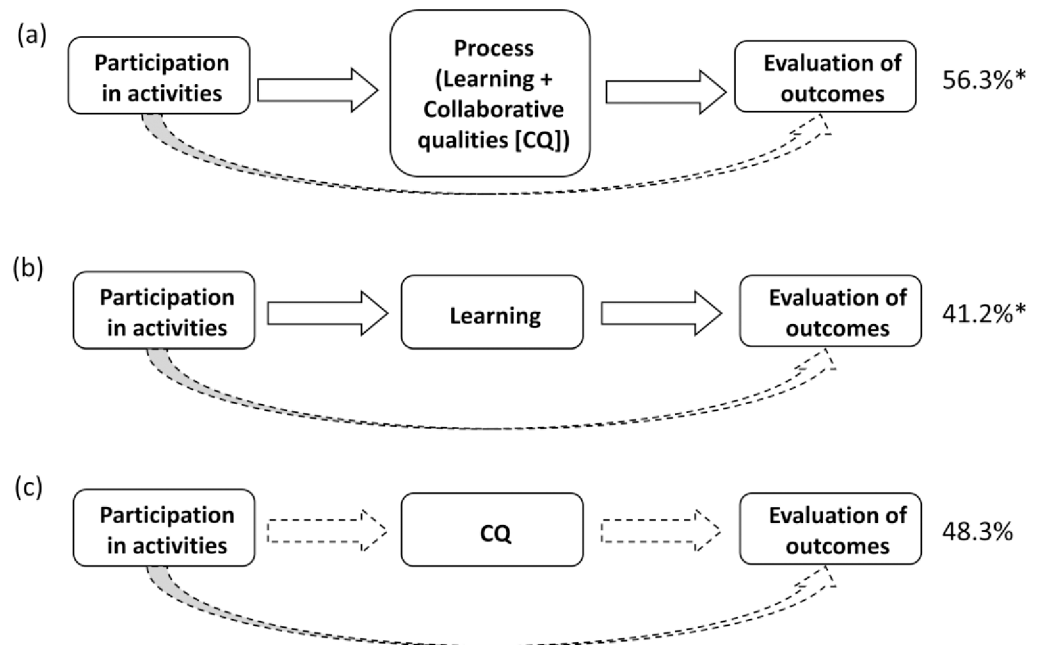 (a)
Participation
in activities
Process
(Learning +
Collaborative
qualities [CQ])
Evaluation of
outcomes
56.3%*
(b)
Participation
in activities
Learning
Evaluation of
outcomes
41.2%*
(c)
Participation
in activities
CQ
Evaluation of
outcomes
48.3%